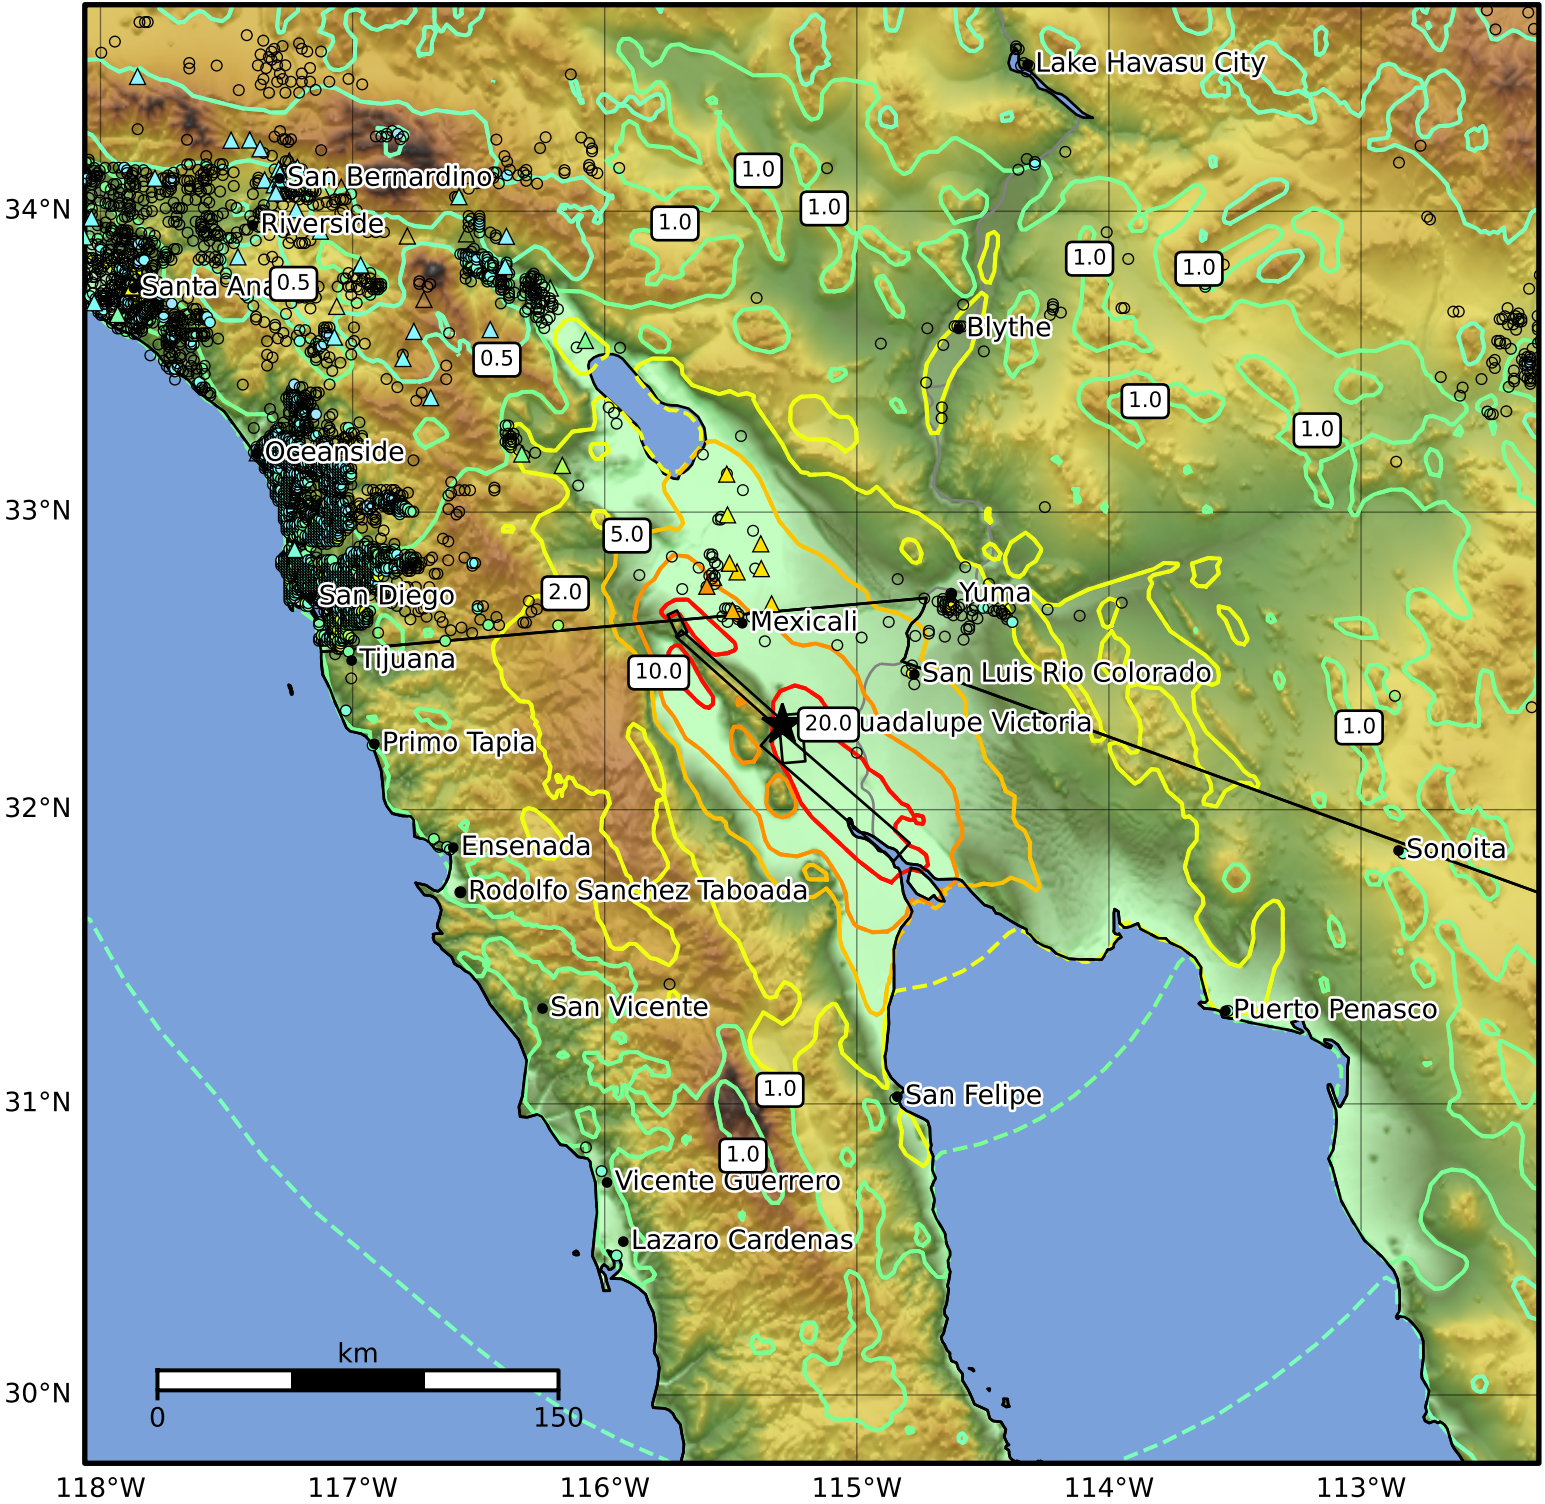 Lake Havasu City
1.0
San Bernardino
34°N
1.0
1.0
Riverside
1.0
1.0
Santa Ana
0.5
Blythe
0.5
1.0
1.0
Oceanside
33°N
5.0
2.0
San Diego
Yuma
Mexicali
Tijuana
10.0
San Luis Rio Colorado
20.0
uadalupe Victoria
1.0
Primo Tapia
32°N
Ensenada
Sonoita
Rodolfo Sanchez Taboada
San Vicente
Puerto Penasco
1.0
San Felipe
31°N
1.0
Vicente Guerrero
Lazaro Cardenas
km
30°N
0
150
118°W
117°W
116°W
115°W
114°W
113°W